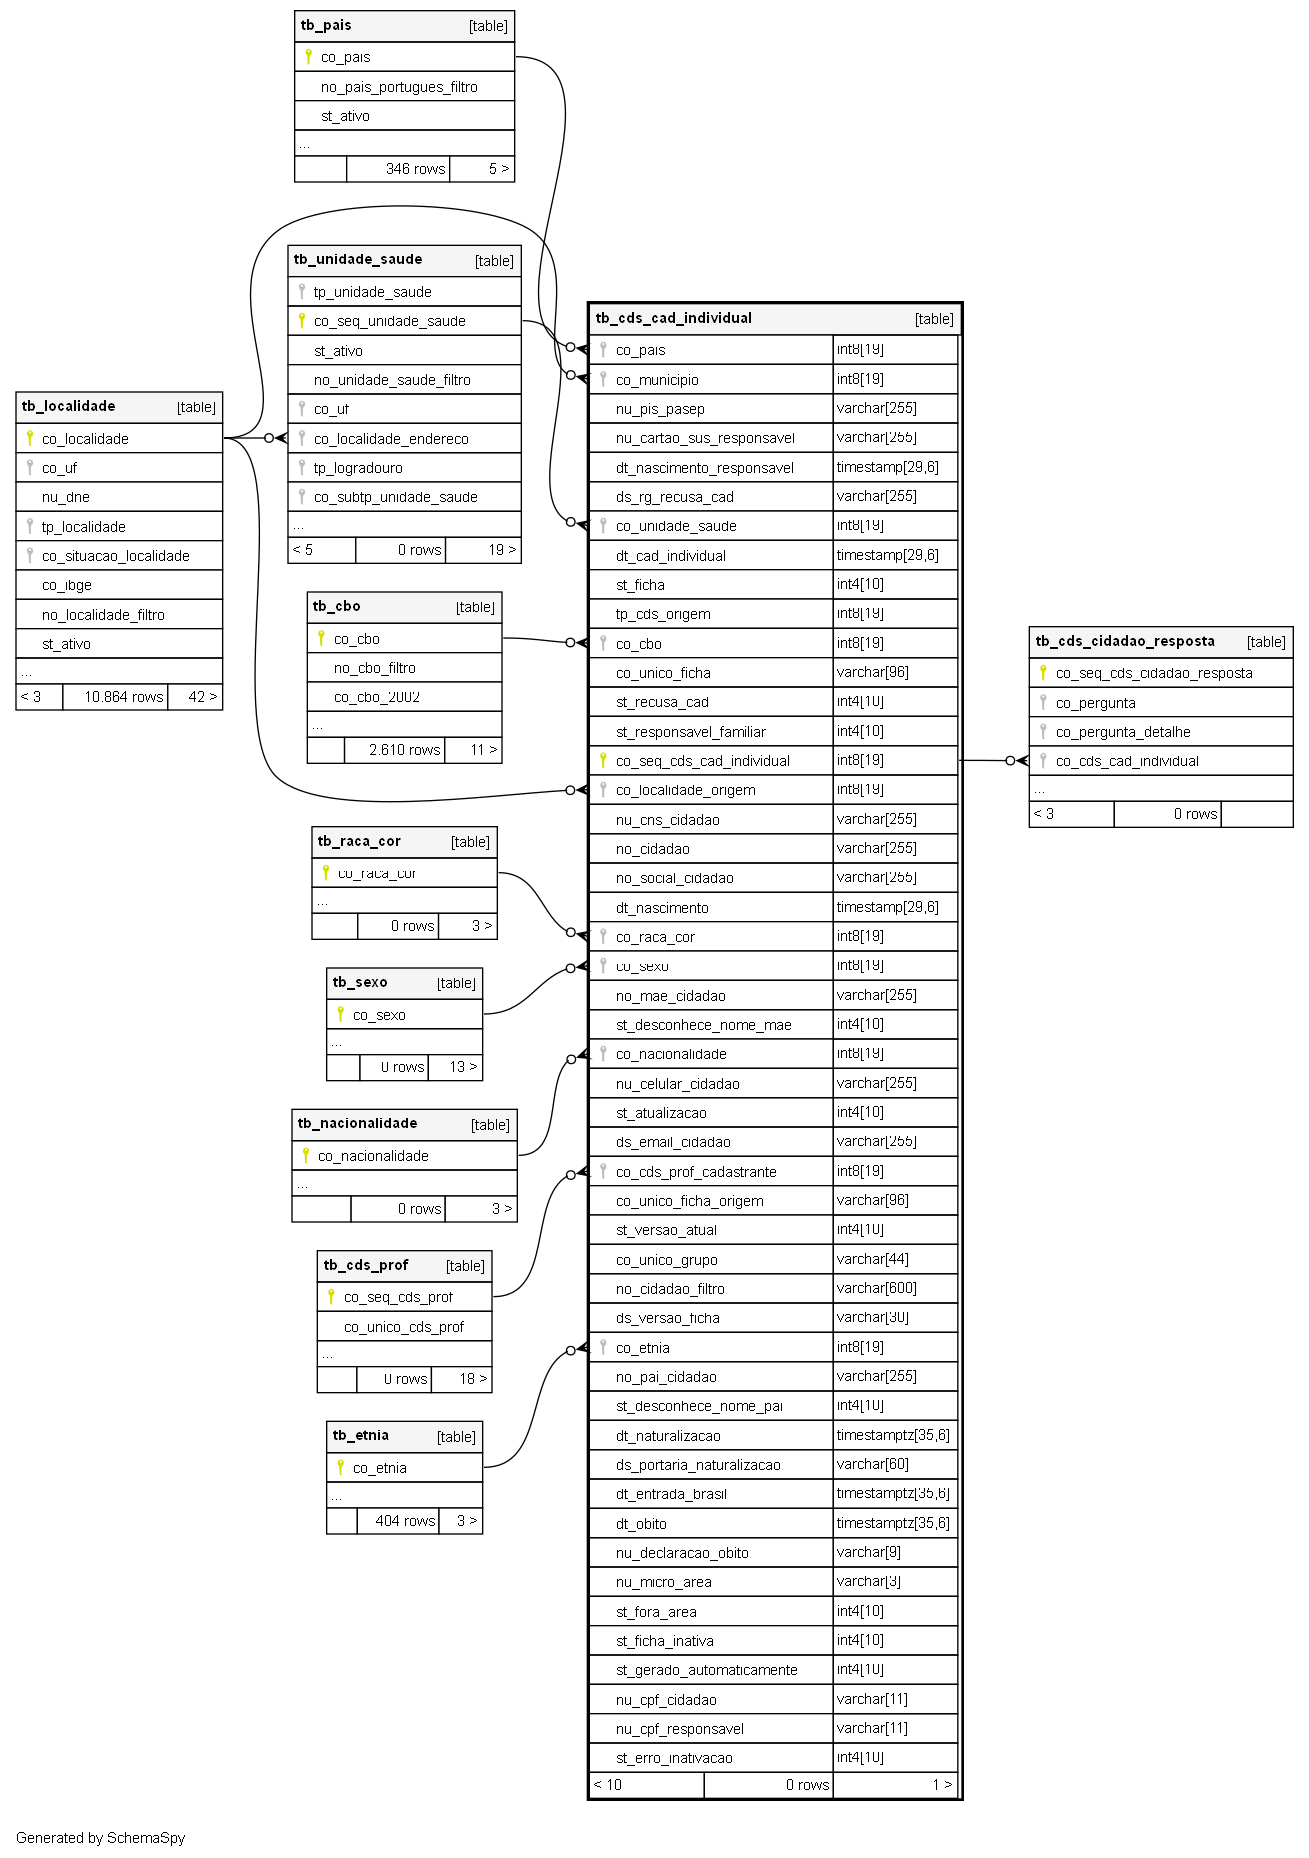 tb_pais [table]
co_pais
no_pais_portugues_filtro
st_ativo
...
346 rows 5 >
tb_unidade_saude [table]
tp_unidade_saude
co_seq_unidade_saude
st_ativo
no_unidade_saude_filtro
co_uf
co_localidade_endereco
tp_logradouro
co_subtp_unidade_saude
...
< 5 0 rows 19 >
tb_localidade [table]
co_localidade
co_uf
nu_dne
tp_localidade
co_situacao_localidade
co_ibge
no_localidade_filtro
st_ativo
...
< 3 10.864 rows 42 >
tb_cbo [table]
co_cbo
no_cbo_filtro
co_cbo_2002
...
2.610 rows 11 >
tb_raca_cor [table]
co_raca_cor
...
0 rows 3 >
tb_sexo [table]
co_sexo
...
0 rows 13 >
tb_nacionalidade [table]
co_nacionalidade
...
0 rows 3 >
tb_cds_prof [table]
co_seq_cds_prof
co_unico_cds_prof
...
0 rows 18 >
tb_etnia [table]
co_etnia
...
404 rows 3 >
tb_cds_cad_individual [table]
co_pais int8[19]
co_municipio int8[19]
nu_pis_pasep varchar[255]
nu_cartao_sus_responsavel varchar[255]
dt_nascimento_responsavel timestamp[29,6]
ds_rg_recusa_cad varchar[255]
co_unidade_saude int8[19]
dt_cad_individual timestamp[29,6]
st_ficha int4[10]
tp_cds_origem int8[19]
co_cbo int8[19]
co_unico_ficha varchar[96]
st_recusa_cad int4[10]
st_responsavel_familiar int4[10]
co_seq_cds_cad_individual int8[19]
co_localidade_origem int8[19]
nu_cns_cidadao varchar[255]
no_cidadao varchar[255]
no_social_cidadao varchar[255]
dt_nascimento timestamp[29,6]
co_raca_cor int8[19]
co_sexo int8[19]
no_mae_cidadao varchar[255]
st_desconhece_nome_mae int4[10]
co_nacionalidade int8[19]
nu_celular_cidadao varchar[255]
st_atualizacao int4[10]
ds_email_cidadao varchar[255]
co_cds_prof_cadastrante int8[19]
co_unico_ficha_origem varchar[96]
st_versao_atual int4[10]
co_unico_grupo varchar[44]
no_cidadao_filtro varchar[600]
ds_versao_ficha varchar[30]
co_etnia int8[19]
no_pai_cidadao varchar[255]
st_desconhece_nome_pai int4[10]
dt_naturalizacao timestamptz[35,6]
ds_portaria_naturalizacao varchar[60]
dt_entrada_brasil timestamptz[35,6]
dt_obito timestamptz[35,6]
nu_declaracao_obito varchar[9]
nu_micro_area varchar[3]
st_fora_area int4[10]
st_ficha_inativa int4[10]
st_gerado_automaticamente int4[10]
nu_cpf_cidadao varchar[11]
nu_cpf_responsavel varchar[11]
st_erro_inativacao int4[10]
< 10 0 rows 1 >
tb_cds_cidadao_resposta [table]
co_seq_cds_cidadao_resposta
co_pergunta
co_pergunta_detalhe
co_cds_cad_individual
...
< 3 0 rows
Generated by SchemaSpy